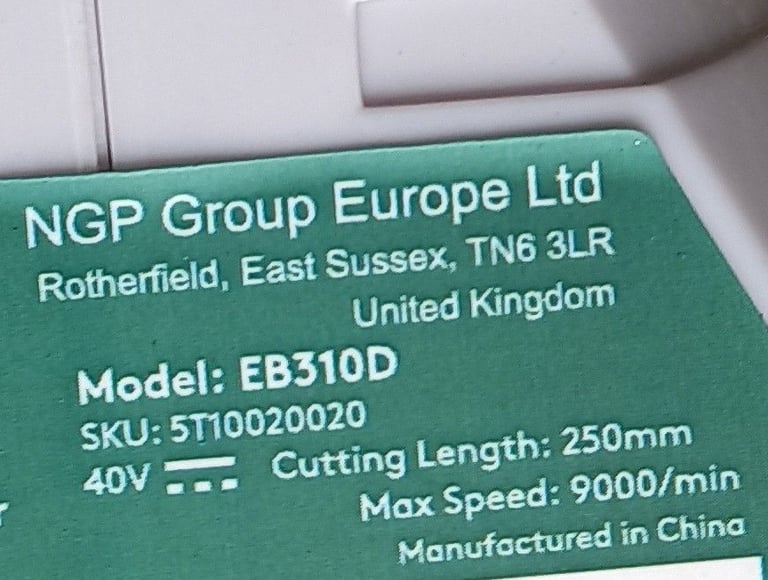 NGP Group Europe Ltd
Rotherfield, East Sussex, TN6 3LR
United Kingdom
Model: EB310D
SKU: 5T10020020
40V Cutting Length: 250mm
Max Speed: 9000/min
Manufactured in China